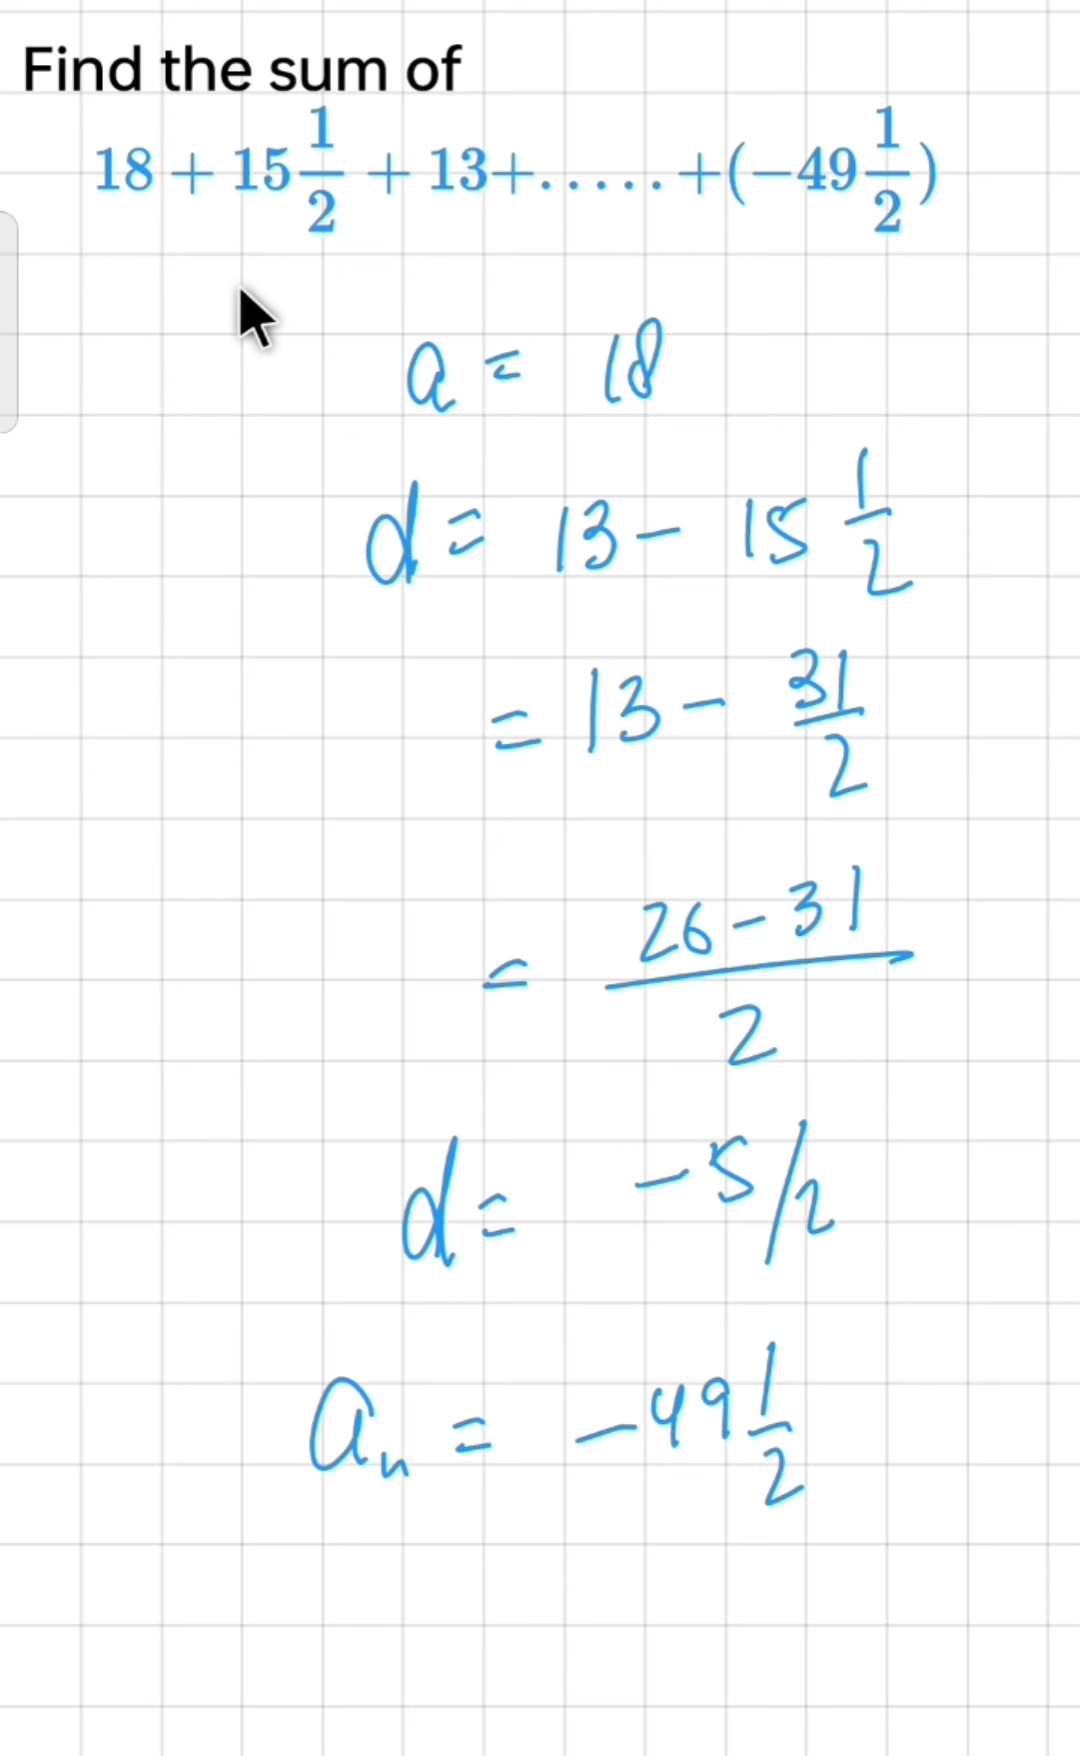 Find the sum of
18 + 15 1/2 + 13+.....+(−49 1/2)
a = 18
d = 13 − 15 1/2
= 13 − 31/2
= 26−31/2
d = −5/2
aₙ = −49 1/2